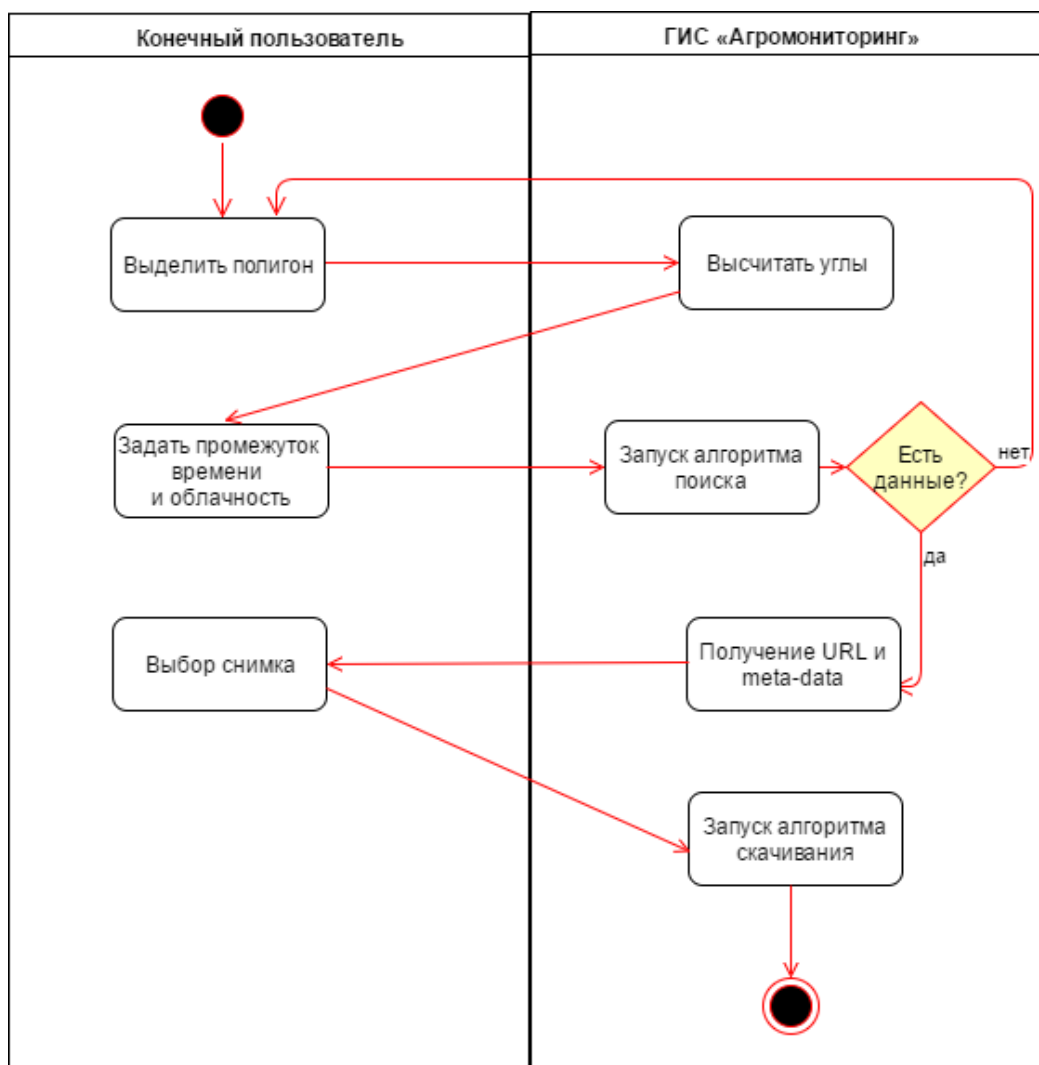 Конечный пользователь
ГИС «Агромониторинг»
Выделить полигон
Высчитать углы
Задать промежуток
времени
и облачность
Запуск алгоритма
поиска
Есть
данные?
нет
да
Выбор снимка
Получение URL и
meta-data
Запуск алгоритма
скачивания